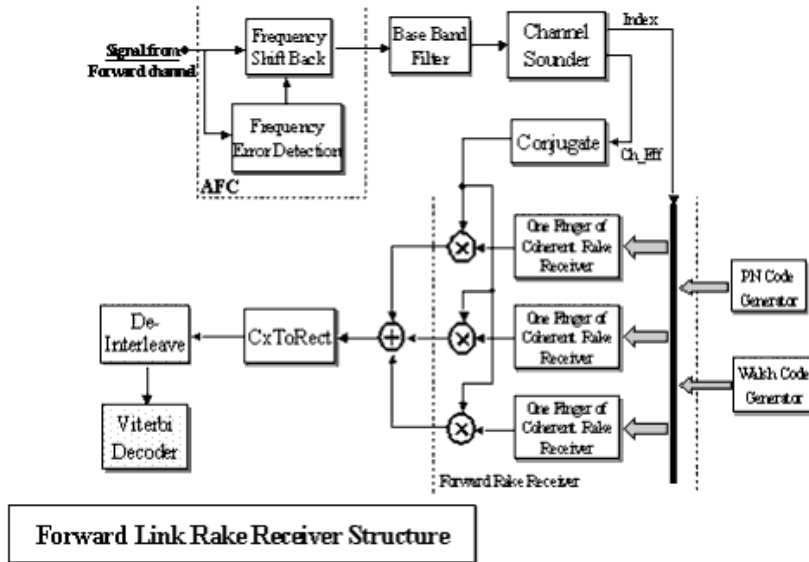 Signal from
Forward channel
Frequency
Shift Back
Base Band
Filter
Channel
Sounder
Index
Frequency
Error Detection
AFC
Conjugate
Ch_Eff
One Finger of
Coherent Rake
Receiver
PN Code
Generator
One Finger of
Coherent Rake
Receiver
De-
Interleave
CxToRect
Walsh Code
Generator
One Finger of
Coherent Rake
Receiver
Viterbi
Decoder
Forward Rake Receiver
Forward Link Rake Receiver Structure